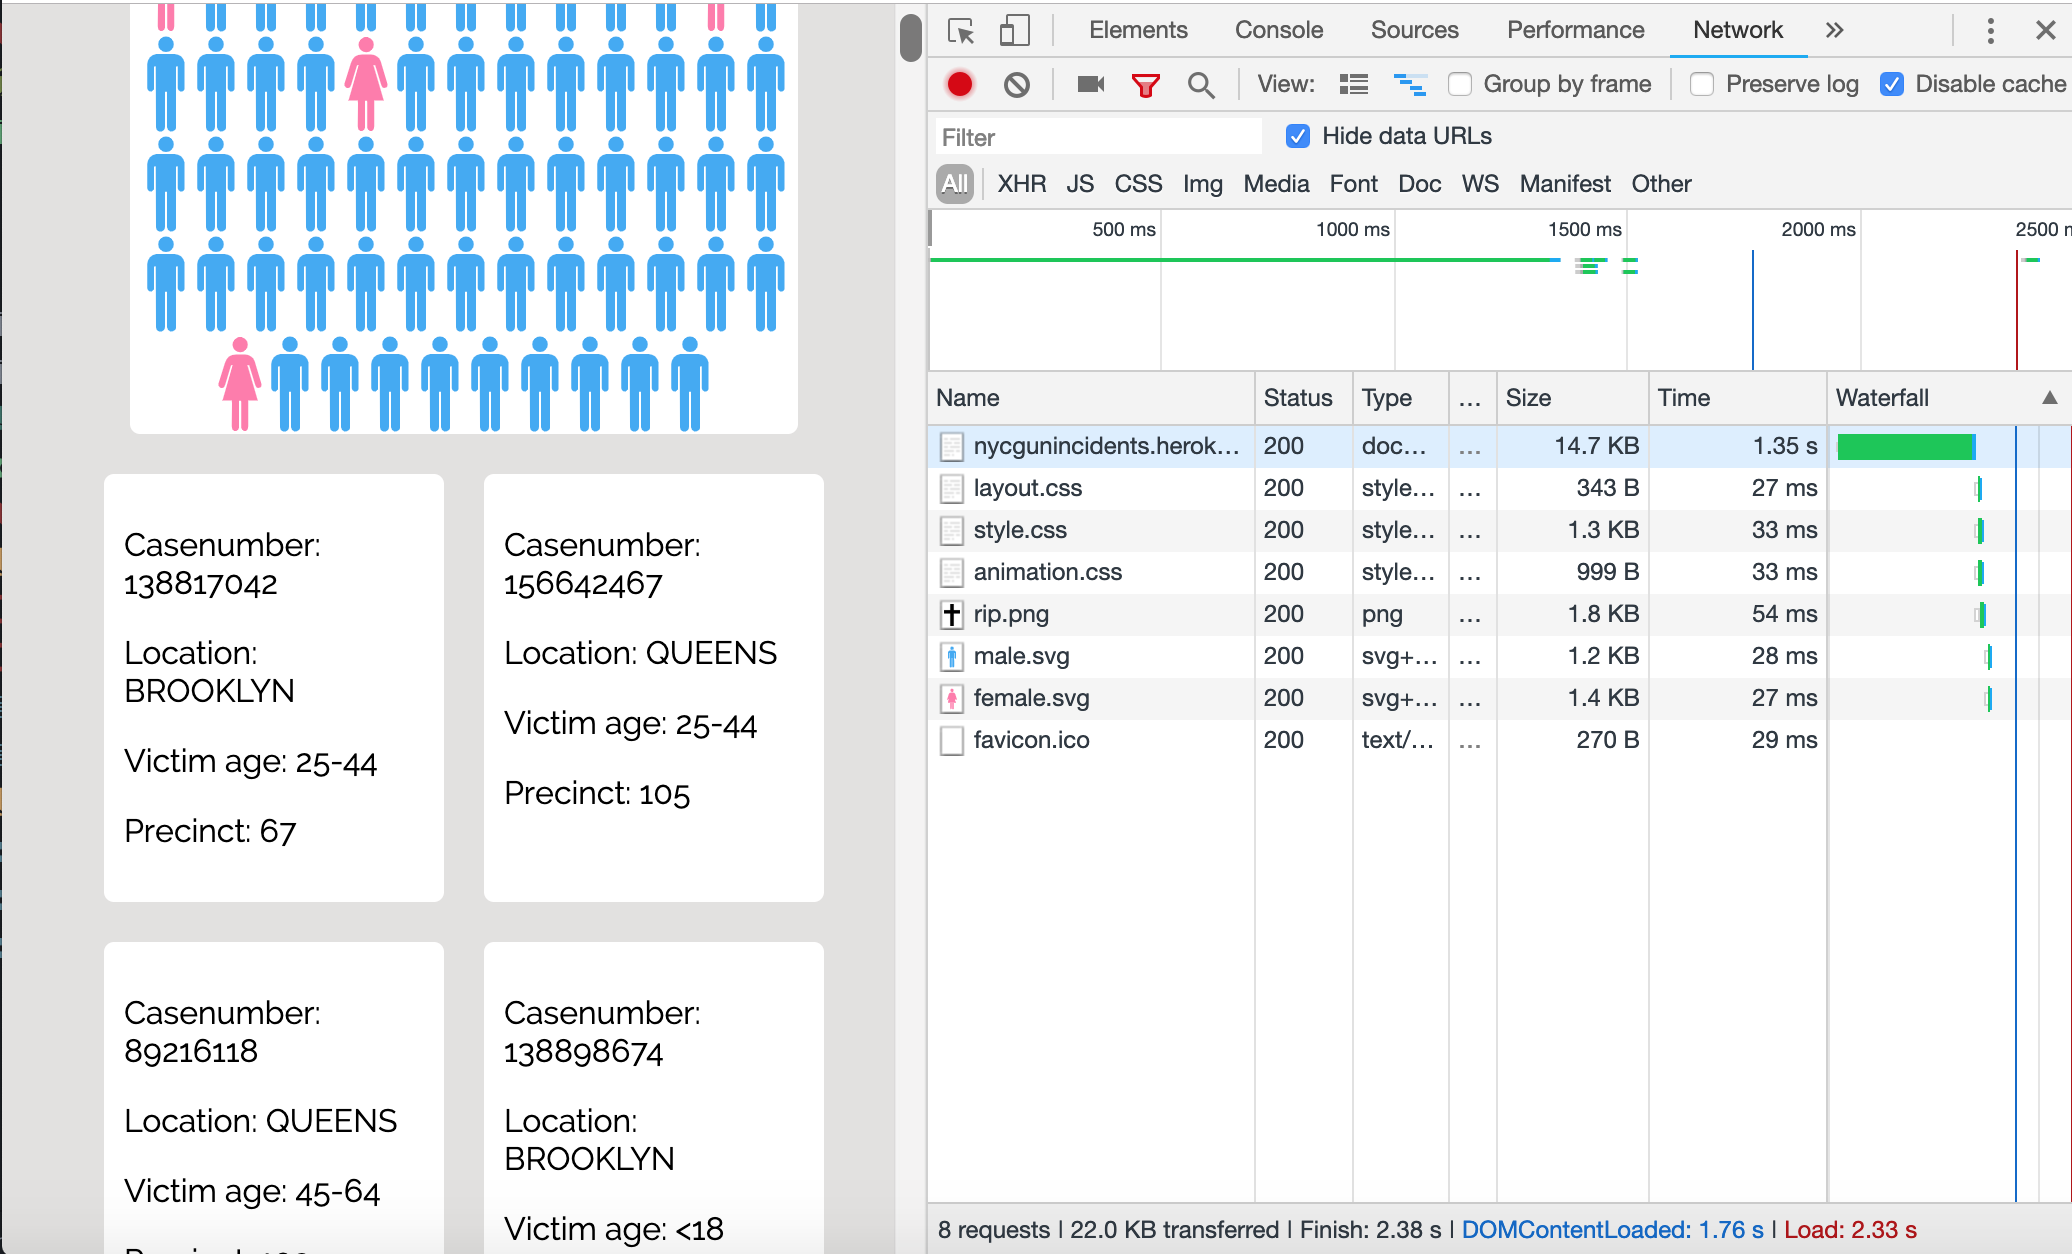 Elements Console Sources Performance Network
View: Group by frame Preserve log Disable cache
Filter Hide data URLs
All XHR JS CSS Img Media Font Doc WS Manifest Other
500 ms 1000 ms 1500 ms 2000 ms 2500 m
Name Status Type ... Size Time Waterfall
nycgunincidents.herok... 200 doc... ... 14.7 KB 1.35 s
layout.css 200 style... ... 343 B 27 ms
style.css 200 style... ... 1.3 KB 33 ms
animation.css 200 style... ... 999 B 33 ms
rip.png 200 png ... 1.8 KB 54 ms
male.svg 200 svg+... ... 1.2 KB 28 ms
female.svg 200 svg+... ... 1.4 KB 27 ms
favicon.ico 200 text/... ... 270 B 29 ms
8 requests | 22.0 KB transferred | Finish: 2.38 s | DOMContentLoaded: 1.76 s | Load: 2.33 s
Casenumber:
138817042
Location:
BROOKLYN
Victim age: 25-44
Precinct: 67
Casenumber:
156642467
Location: QUEENS
Victim age: 25-44
Precinct: 105
Casenumber:
89216118
Location: QUEENS
Victim age: 45-64
Casenumber:
138898674
Location:
BROOKLYN
Victim age: <18